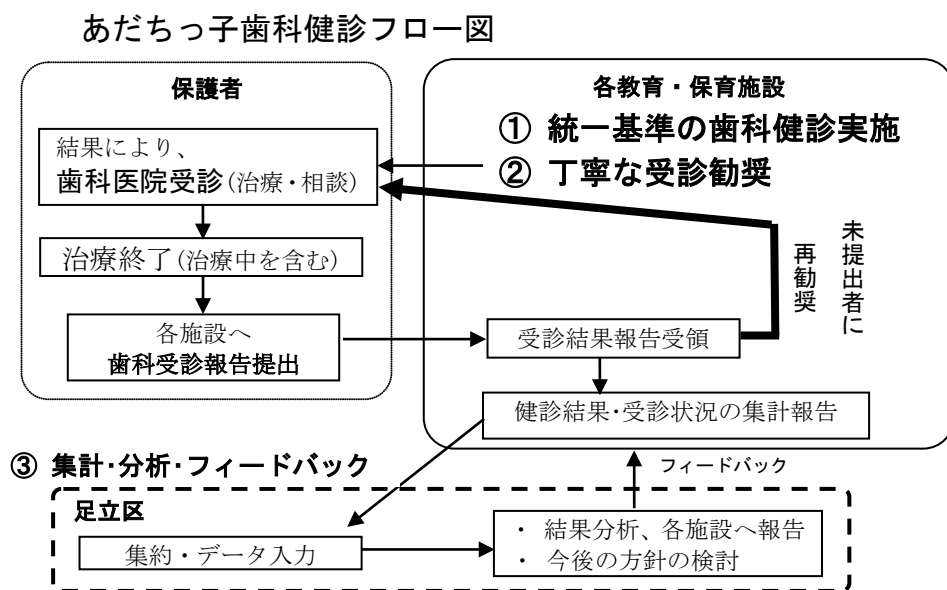 あだちっ子歯科健診フロー図
保護者
結果により、
歯科医院受診(治療・相談)
治療終了(治療中を含む)
各施設へ
歯科受診報告提出
各教育・保育施設
① 統一基準の歯科健診実施
② 丁寧な受診勧奨
未提出者に
再勧奨
受診結果報告受領
健診結果・受診状況の集計報告
③ 集計・分析・フィードバック
フィードバック
足立区
集約・データ入力
・ 結果分析、各施設へ報告
・ 今後の方針の検討